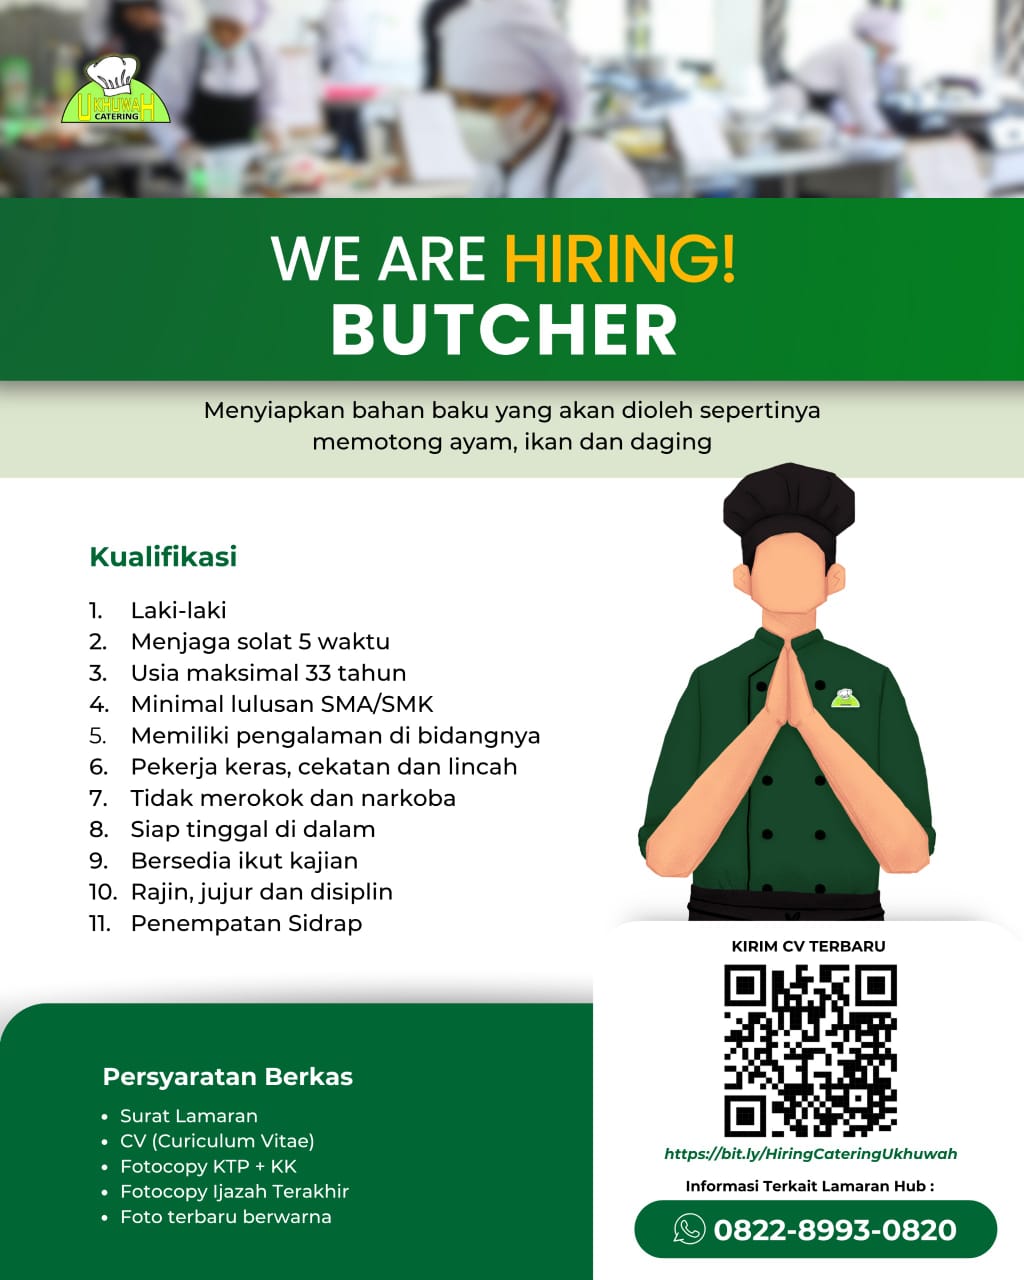 UKHUWAH
CATERING
WE ARE HIRING!
BUTCHER
Menyiapkan bahan baku yang akan dioleh sepertinya
memotong ayam, ikan dan daging
Kualifikasi
1. Laki-laki
2. Menjaga solat 5 waktu
3. Usia maksimal 33 tahun
4. Minimal lulusan SMA/SMK
5. Memiliki pengalaman di bidangnya
6. Pekerja keras, cekatan dan lincah
7. Tidak merokok dan narkoba
8. Siap tinggal di dalam
9. Bersedia ikut kajian
10. Rajin, jujur dan disiplin
11. Penempatan Sidrap
Persyaratan Berkas
• Surat Lamaran
• CV (Curiculum Vitae)
• Fotocopy KTP + KK
• Fotocopy Ijazah Terakhir
• Foto terbaru berwarna
KIRIM CV TERBARU
https://bit.ly/HiringCateringUkhuwah
Informasi Terkait Lamaran Hub :
0822-8993-0820